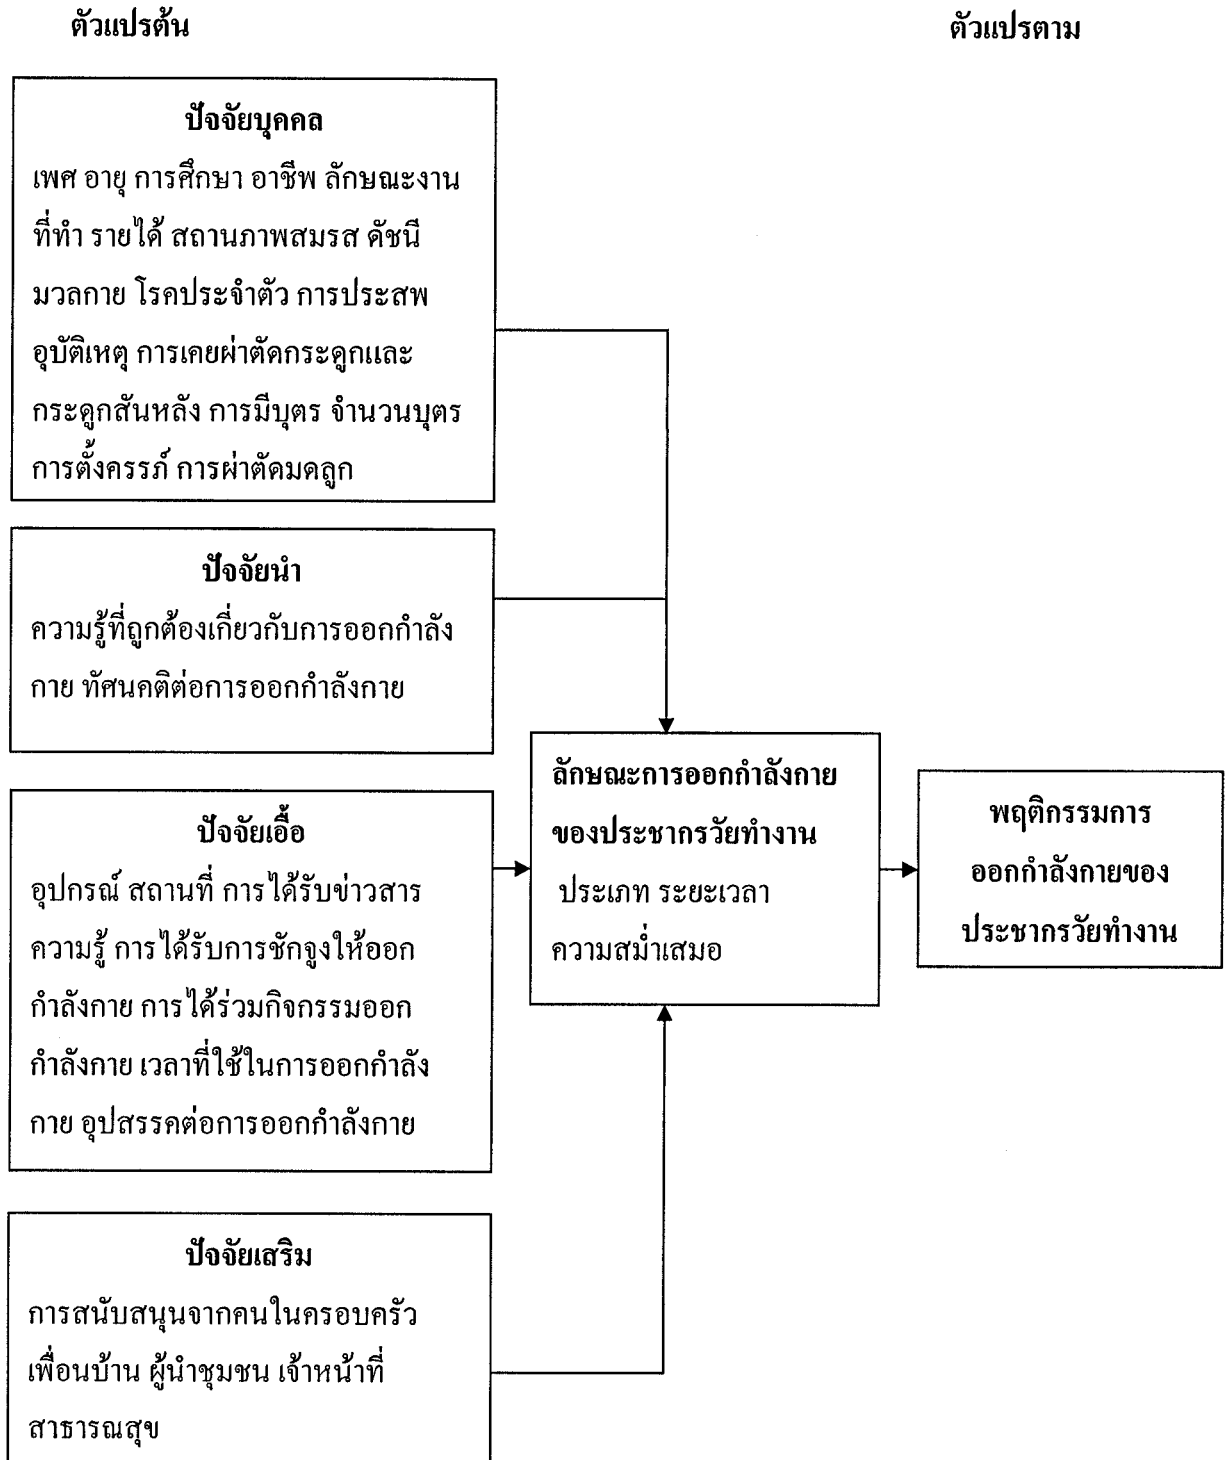 ตัวแปรต้น
ตัวแปรตาม
ปัจจัยบุคคล
เพศ อายุ การศึกษา อาชีพ ลักษณะงาน
ที่ทำ รายได้ สถานภาพสมรส ดัชนี
มวลกาย โรคประจำตัว การประสพ
อุบัติเหตุ การเคยผ่าตัดกระดูกและ
กระดูกสันหลัง การมีบุตร จำนวนบุตร
การตั้งครรภ์ การผ่าตัดมดลูก
ปัจจัยนำ
ความรู้ที่ถูกต้องเกี่ยวกับการออกกำลัง
กาย ทัศนคติต่อการออกกำลังกาย
ปัจจัยเอื้อ
อุปกรณ์ สถานที่ การได้รับข่าวสาร
ความรู้ การได้รับการชักจูงให้ออก
กำลังกาย การได้ร่วมกิจกรรมออก
กำลังกาย เวลาที่ใช้ในการออกกำลัง
กาย อุปสรรคต่อการออกกำลังกาย
ปัจจัยเสริม
การสนับสนุนจากคนในครอบครัว
เพื่อนบ้าน ผู้นำชุมชน เจ้าหน้าที่
สาธารณสุข
ลักษณะการออกกำลังกาย
ของประชากรวัยทำงาน
ประเภท ระยะเวลา
ความสม่ำเสมอ
พฤติกรรมการ
ออกกำลังกายของ
ประชากรวัยทำงาน